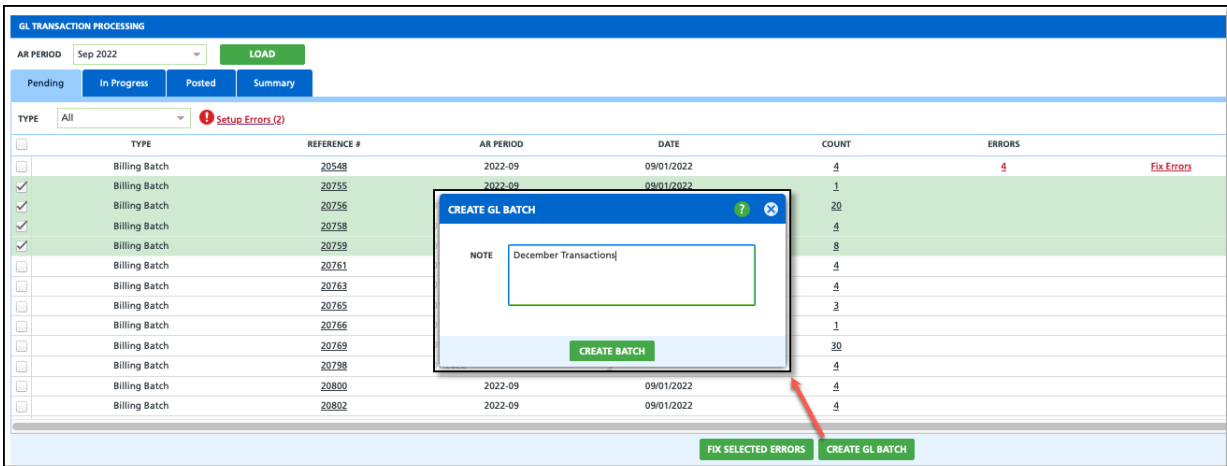 GL TRANSACTION PROCESSING
AR PERIOD Sep 2022 LOAD
Pending In Progress Posted Summary
TYPE All ! Setup Errors (2)
TYPE REFERENCE # AR PERIOD DATE COUNT ERRORS
Billing Batch 20548 2022-09 09/01/2022 4 4 Fix Errors
Billing Batch 20755 2022-09 09/01/2022 1
Billing Batch 20756 20
Billing Batch 20758 4
Billing Batch 20759 8
Billing Batch 20761 4
Billing Batch 20763 4
Billing Batch 20765 3
Billing Batch 20766 1
Billing Batch 20769 30
Billing Batch 20798 4
Billing Batch 20800 2022-09 09/01/2022 4
Billing Batch 20802 2022-09 09/01/2022 4
CREATE GL BATCH ?
NOTE December Transactions
CREATE BATCH
FIX SELECTED ERRORS CREATE GL BATCH